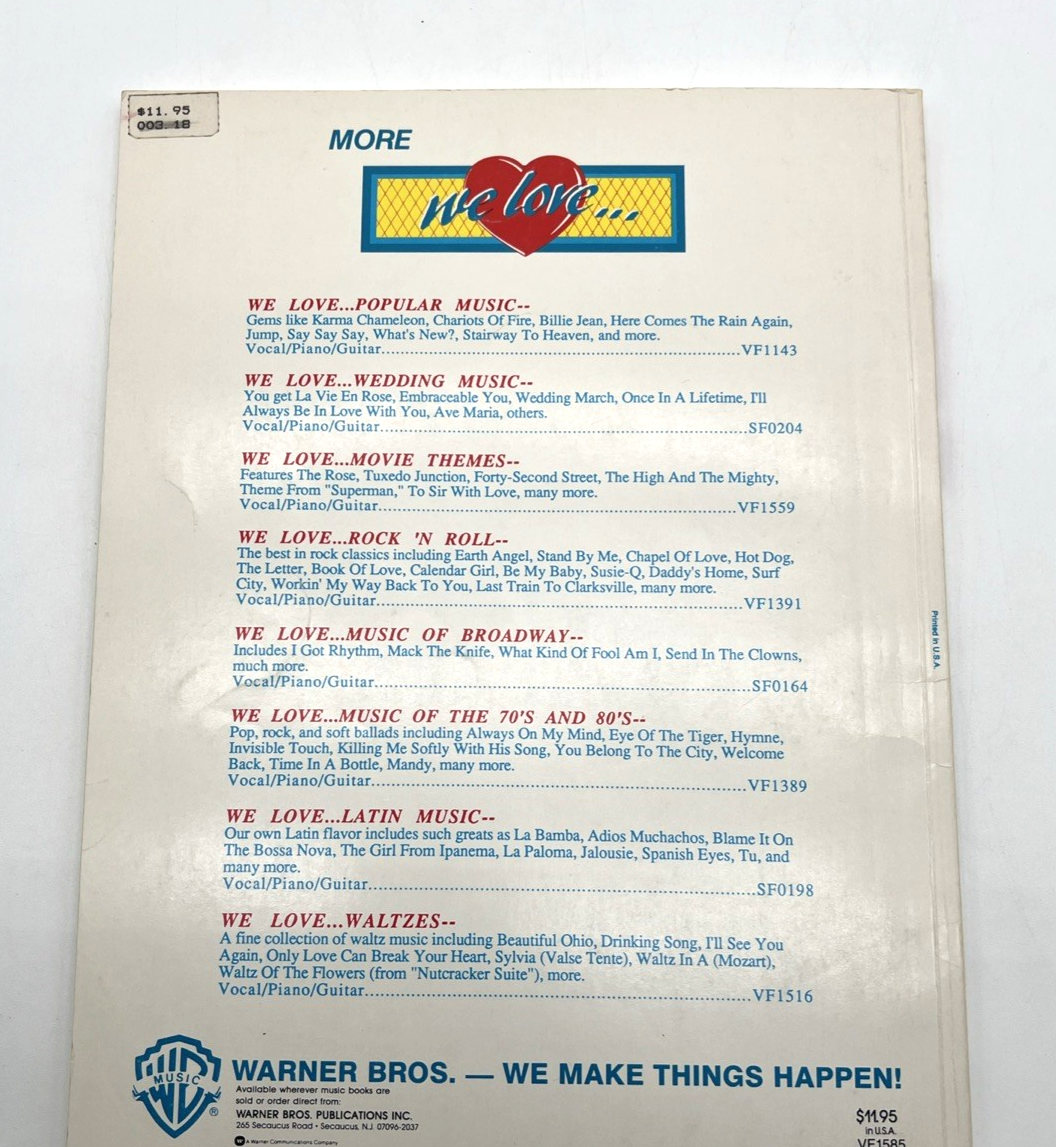 $11.95
003.18
MORE
we love...
WE LOVE...POPULAR MUSIC--
Gems like Karma Chameleon, Chariots Of Fire, Billie Jean, Here Comes The Rain Again,
Jump, Say Say Say, What's New?, Stairway To Heaven, and more.
Vocal/Piano/Guitar..........VF1143
WE LOVE...WEDDING MUSIC--
You get La Vie En Rose, Embraceable You, Wedding March, Once In A Lifetime, I'll
Always Be In Love With You, Ave Maria, others.
Vocal/Piano/Guitar..........SF0204
WE LOVE...MOVIE THEMES--
Features The Rose, Tuxedo Junction, Forty-Second Street, The High And The Mighty,
Theme From "Superman," To Sir With Love, many more.
Vocal/Piano/Guitar..........VF1559
WE LOVE...ROCK 'N ROLL--
The best in rock classics including Earth Angel, Stand By Me, Chapel Of Love, Hot Dog,
The Letter, Book Of Love, Calendar Girl, Be My Baby, Susie-Q, Daddy's Home, Surf
City, Workin' My Way Back To You, Last Train To Clarksville, many more.
Vocal/Piano/Guitar..........VF1391
WE LOVE...MUSIC OF BROADWAY--
Includes I Got Rhythm, Mack The Knife, What Kind Of Fool Am I, Send In The Clowns,
much more.
Vocal/Piano/Guitar..........SF0164
WE LOVE...MUSIC OF THE 70'S AND 80'S--
Pop, rock, and soft ballads including Always On My Mind, Eye Of The Tiger, Hymne,
Invisible Touch, Killing Me Softly With His Song, You Belong To The City, Welcome
Back, Time In A Bottle, Mandy, many more.
Vocal/Piano/Guitar..........VF1389
WE LOVE...LATIN MUSIC--
Our own Latin flavor includes such greats as La Bamba, Adios Muchachos, Blame It On
The Bossa Nova, The Girl From Ipanema, La Paloma, Jalousie, Spanish Eyes, Tu, and
many more.
Vocal/Piano/Guitar..........SF0198
WE LOVE...WALTZES--
A fine collection of waltz music including Beautiful Ohio, Drinking Song, I'll See You
Again, Only Love Can Break Your Heart, Sylvia (Valse Tente), Waltz In A (Mozart),
Waltz Of The Flowers (from "Nutcracker Suite"), more.
Vocal/Piano/Guitar..........VF1516
Printed in U.S.A.
WB MUSIC ®
WARNER BROS. — WE MAKE THINGS HAPPEN!
Available wherever music books are
sold or order direct from:
WARNER BROS. PUBLICATIONS INC.
265 Secaucus Road • Secaucus, N.J. 07096-2037
A Warner Communications Company
$11.95
in U.S.A.
VF1585